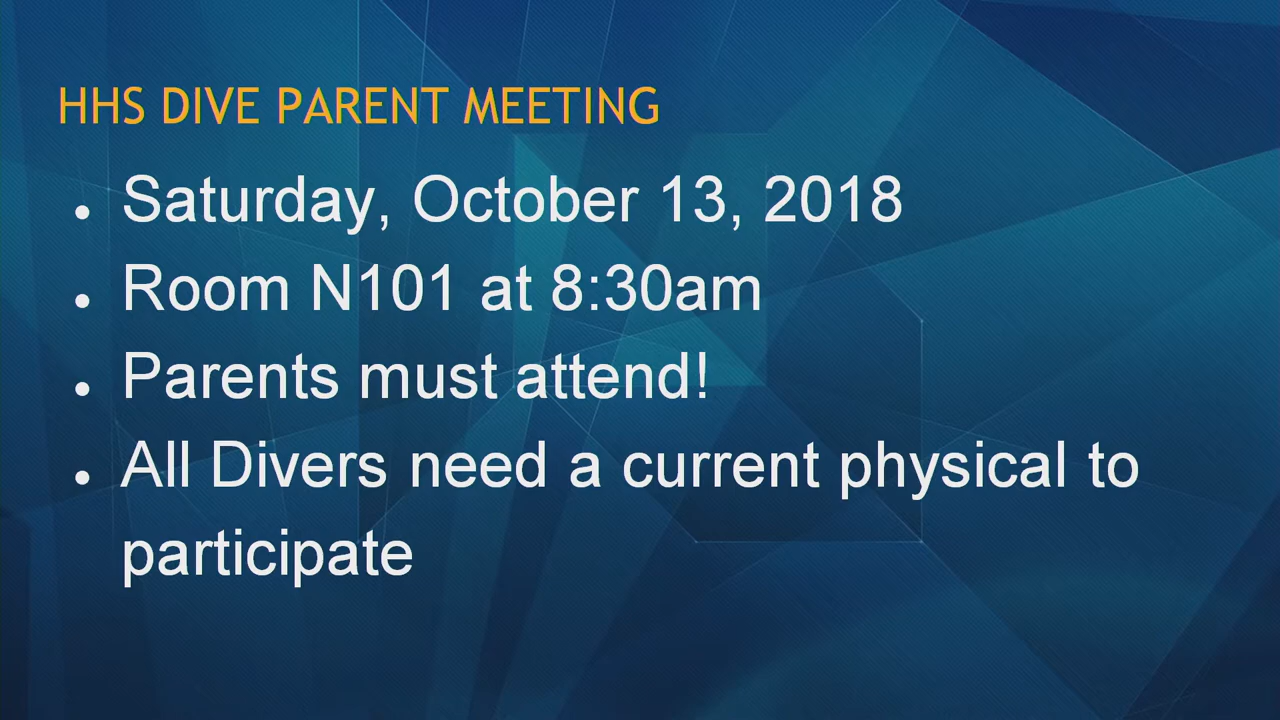 HHS DIVE PARENT MEETING
• Saturday, October 13, 2018
• Room N101 at 8:30am
• Parents must attend!
• All Divers need a current physical to
participate